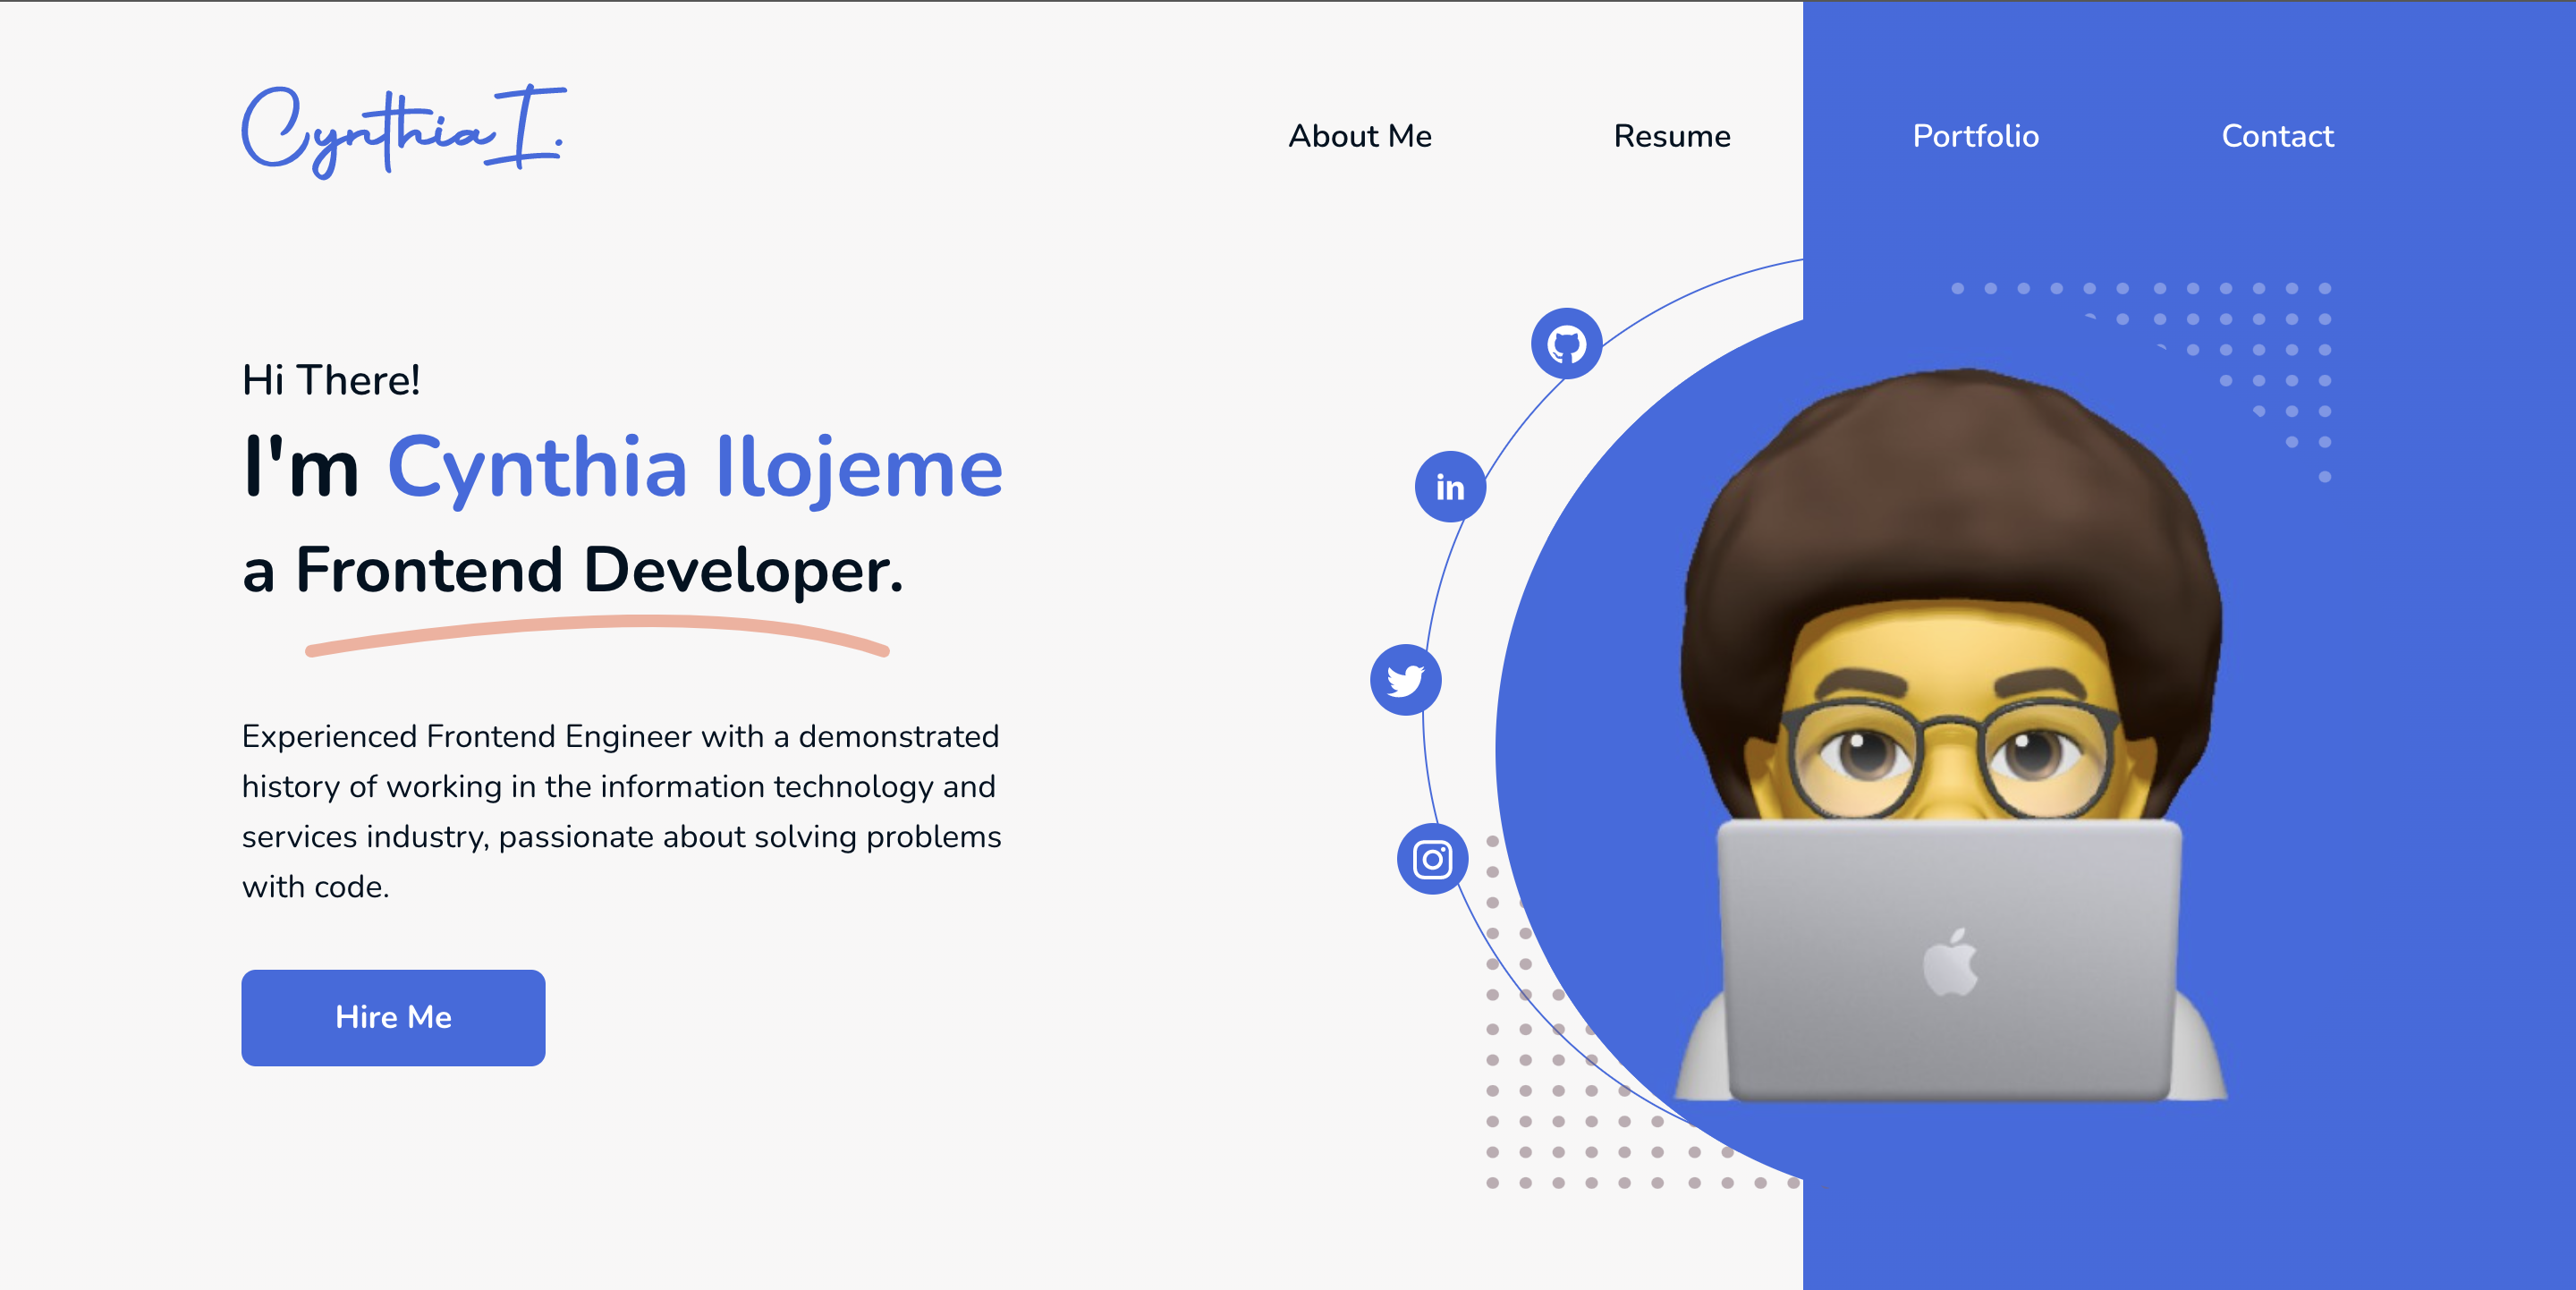 Cynthia I.
About Me
Resume
Portfolio
Contact
Hi There!
I'm Cynthia Ilojeme
a Frontend Developer.
Experienced Frontend Engineer with a demonstrated
history of working in the information technology and
services industry, passionate about solving problems
with code.
Hire Me
in